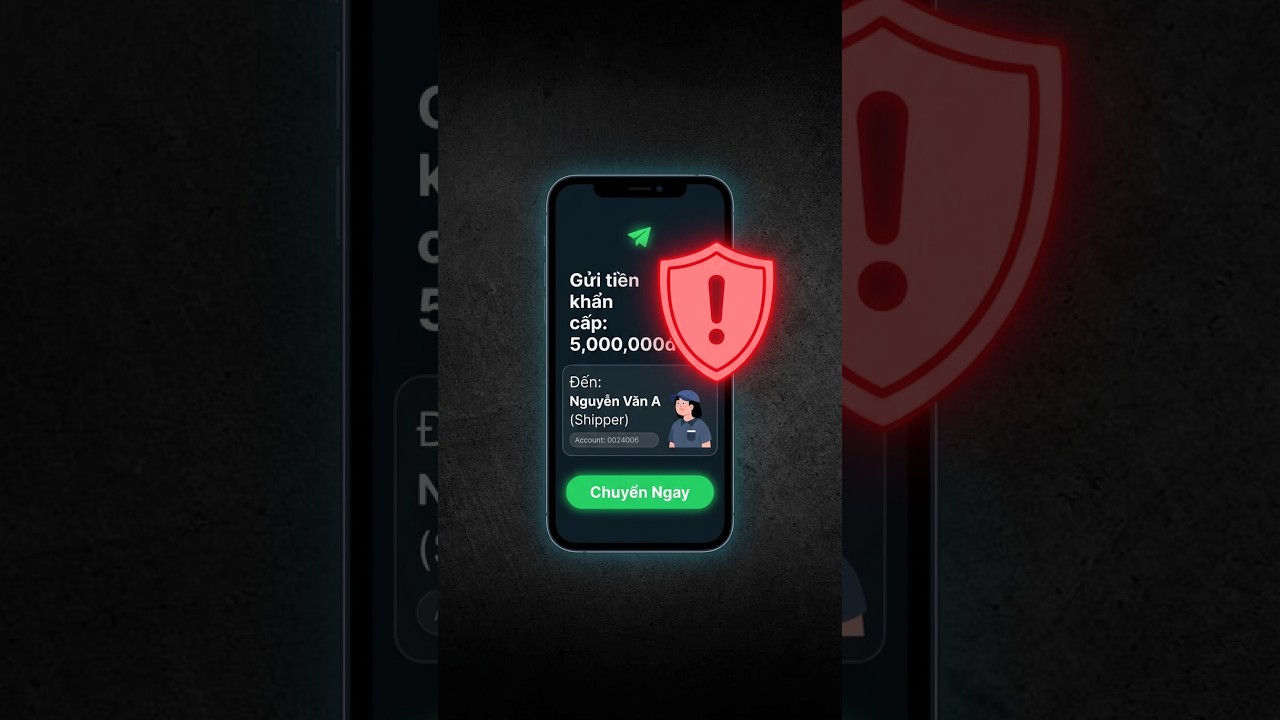 Gửi tiền
khẩn
cấp:
5,000,000đ
Đến:
Nguyễn Văn A
(Shipper)
Account: 0024006
Chuyển Ngay